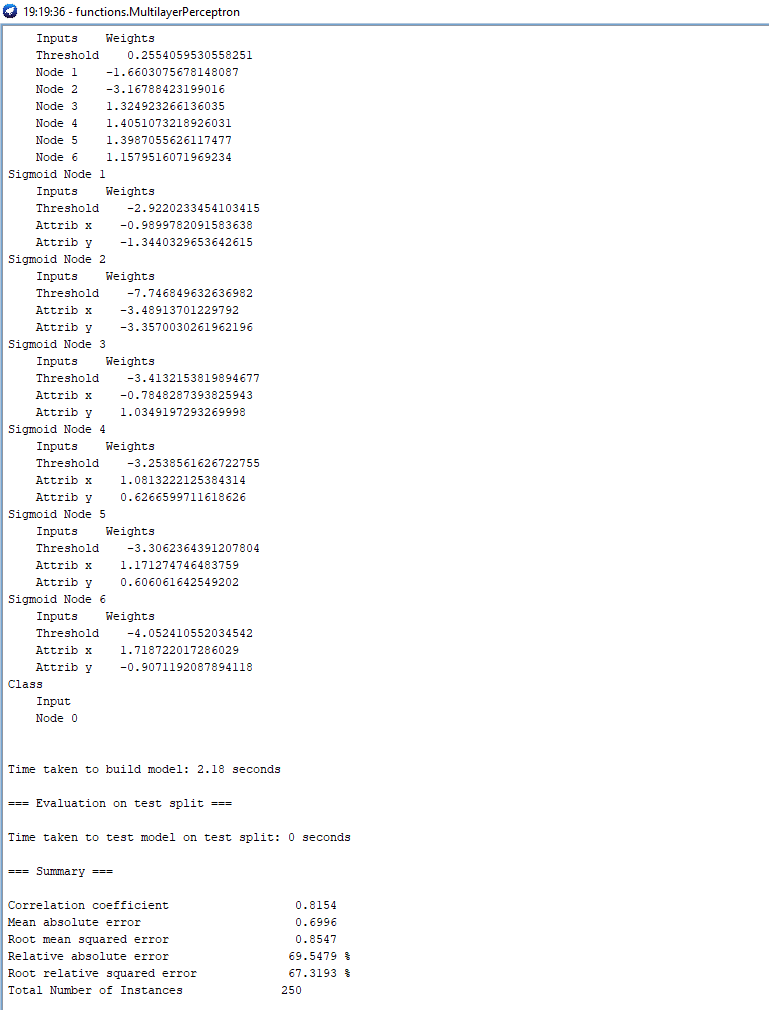 19:19:36 - functions.MultilayerPerceptron
Inputs Weights
Threshold 0.2554059530558251
Node 1 -1.6603075678148087
Node 2 -3.16788423199016
Node 3 1.324923266136035
Node 4 1.4051073218926031
Node 5 1.3987055626117477
Node 6 1.1579516071969234
Sigmoid Node 1
Inputs Weights
Threshold -2.9220233454103415
Attrib x -0.9899782091583638
Attrib y -1.3440329653642615
Sigmoid Node 2
Inputs Weights
Threshold -7.746849632636982
Attrib x -3.48913701229792
Attrib y -3.3570030261962196
Sigmoid Node 3
Inputs Weights
Threshold -3.4132153819894677
Attrib x -0.7848287393825943
Attrib y 1.0349197293269998
Sigmoid Node 4
Inputs Weights
Threshold -3.2538561626722755
Attrib x 1.0813222125384314
Attrib y 0.6266599711618626
Sigmoid Node 5
Inputs Weights
Threshold -3.3062364391207804
Attrib x 1.171274746483759
Attrib y 0.606061642549202
Sigmoid Node 6
Inputs Weights
Threshold -4.052410552034542
Attrib x 1.718722017286029
Attrib y -0.9071192087894118
Class
Input
Node 0
Time taken to build model: 2.18 seconds
=== Evaluation on test split ===
Time taken to test model on test split: 0 seconds
=== Summary ===
Correlation coefficient 0.8154
Mean absolute error 0.6996
Root mean squared error 0.8547
Relative absolute error 69.5479 %
Root relative squared error 67.3193 %
Total Number of Instances 250